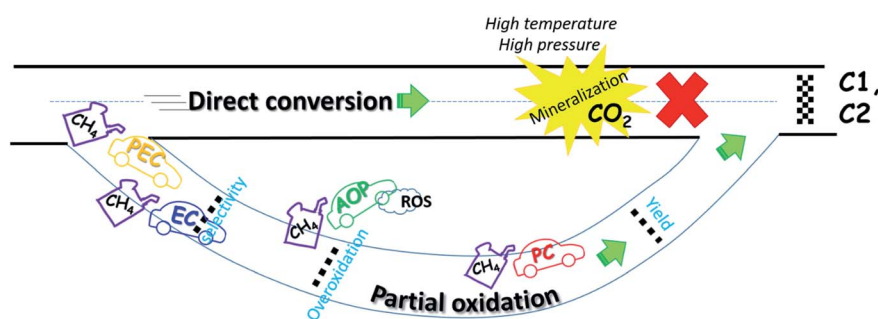 High temperature
High pressure
Direct conversion
Mineralization
CO₂
C1,
C2
CH₄
PEC
CH₄
EC
Selectivity
CH₄
AOP
ROS
Overoxidation
CH₄
PC
Yield
Partial oxidation